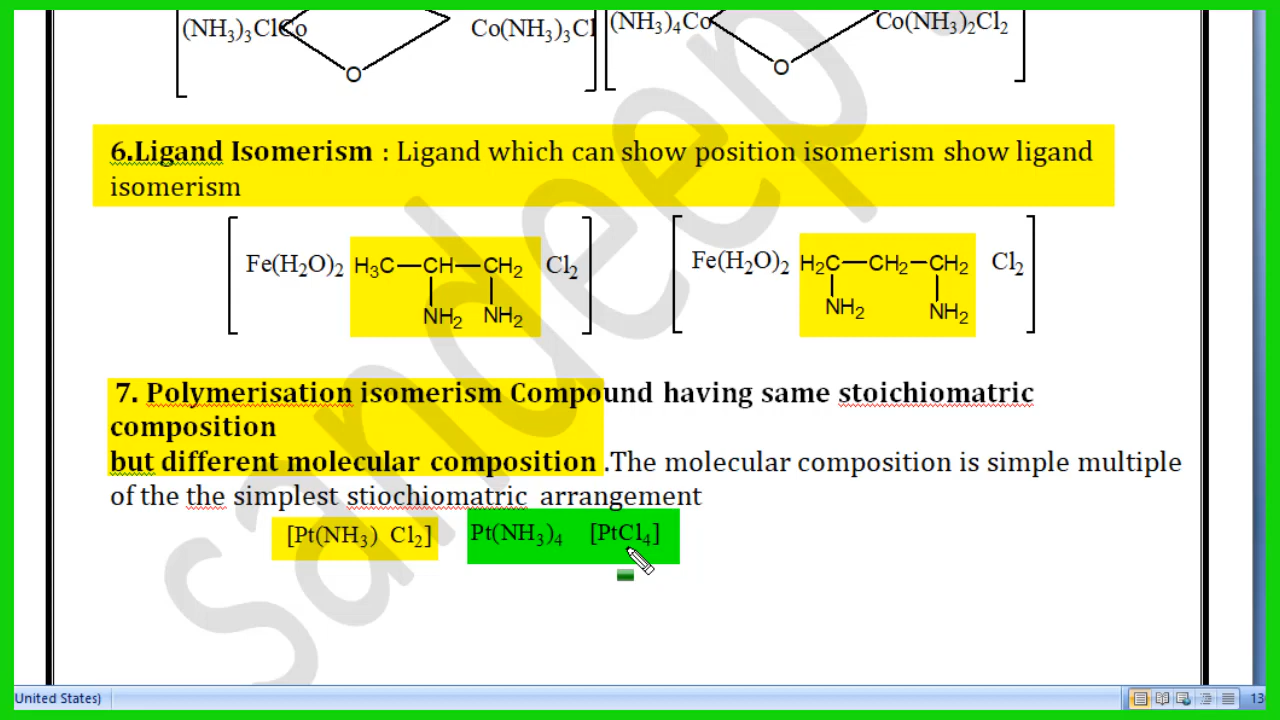 (NH₃)₃ClCo Co(NH₃)₃Cl (NH₃)₄Co Co(NH₃)₂Cl₂
O O
6.Ligand Isomerism : Ligand which can show position isomerism show ligand
isomerism
Fe(H₂O)₂ H₃C—CH—CH₂ Cl₂ Fe(H₂O)₂ H₂C—CH₂—CH₂ Cl₂
NH₂ NH₂ NH₂ NH₂
7. Polymerisation isomerism Compound having same stoichiomatric
composition
but different molecular composition .The molecular composition is simple multiple
of the the simplest stiochiomatric arrangement
[Pt(NH₃) Cl₂] Pt(NH₃)₄ [PtCl₄]
Sandeep
United States) 13